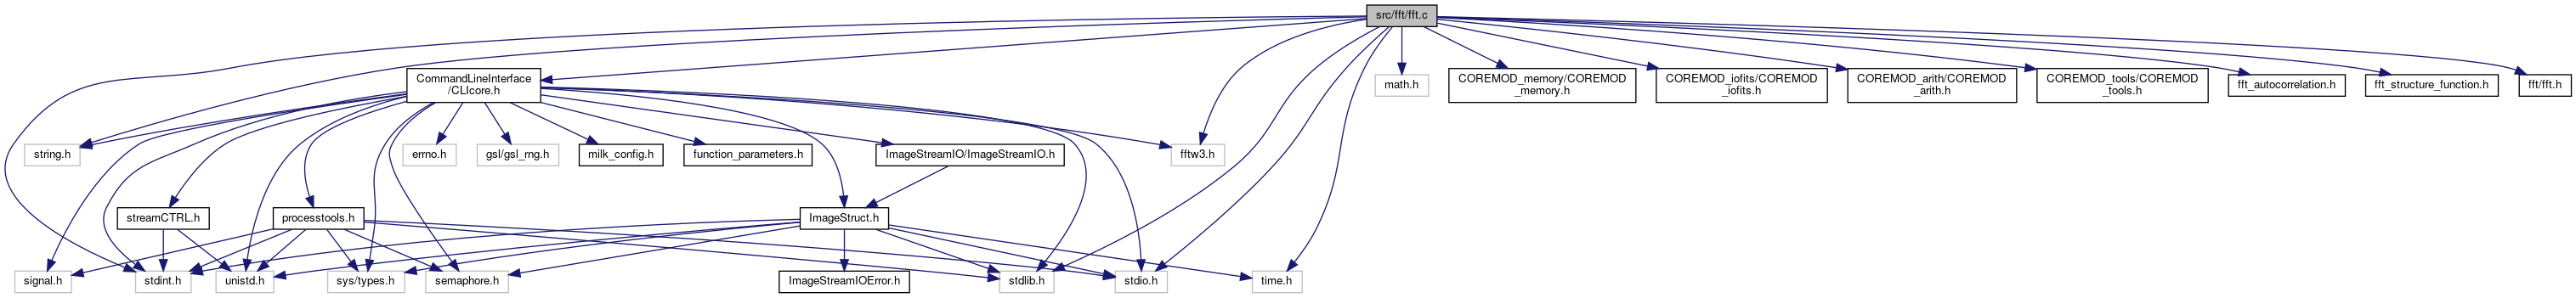 src/fft/fft.c
CommandLineInterface
/CLIcore.h
math.h
COREMOD_memory/COREMOD
_memory.h
COREMOD_iofits/COREMOD
_iofits.h
COREMOD_arith/COREMOD
_arith.h
COREMOD_tools/COREMOD
_tools.h
fft_autocorrelation.h
fft_structure_function.h
fft/fft.h
string.h
errno.h
gsl/gsl_rng.h
milk_config.h
function_parameters.h
ImageStreamIO/ImageStreamIO.h
fftw3.h
streamCTRL.h
processtools.h
ImageStruct.h
signal.h
stdint.h
unistd.h
sys/types.h
semaphore.h
ImageStreamIOError.h
stdlib.h
stdio.h
time.h